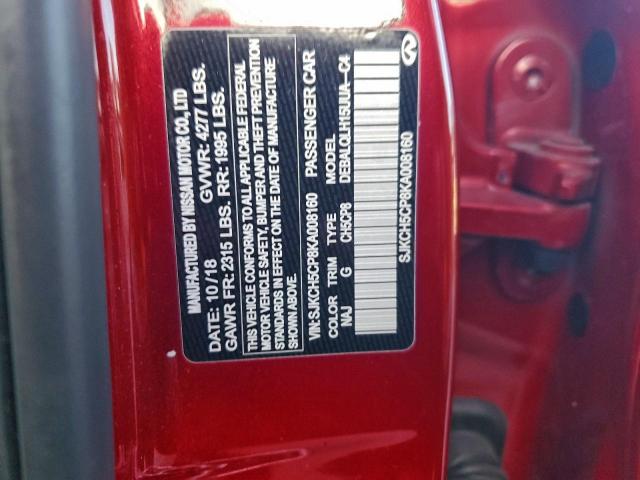 MANUFACTURED BY NISSAN MOTOR CO.,LTD
DATE: 10/18 GVWR: 4277 LBS.
GAWR FR: 2315 LBS. RR: 1995 LBS.
THIS VEHICLE CONFORMS TO ALL APPLICABLE FEDERAL
MOTOR VEHICLE SAFETY, BUMPER AND THEFT PREVENTION
STANDARDS IN EFFECT ON THE DATE OF MANUFACTURE
SHOWN ABOVE.
VIN:SJKCH5CP8KA008160 PASSENGER CAR
COLOR TRIM TYPE MODEL
NAJ G CH5CP8 DEBALQLH15UUA--C4
SJKCH5CP8KA008160